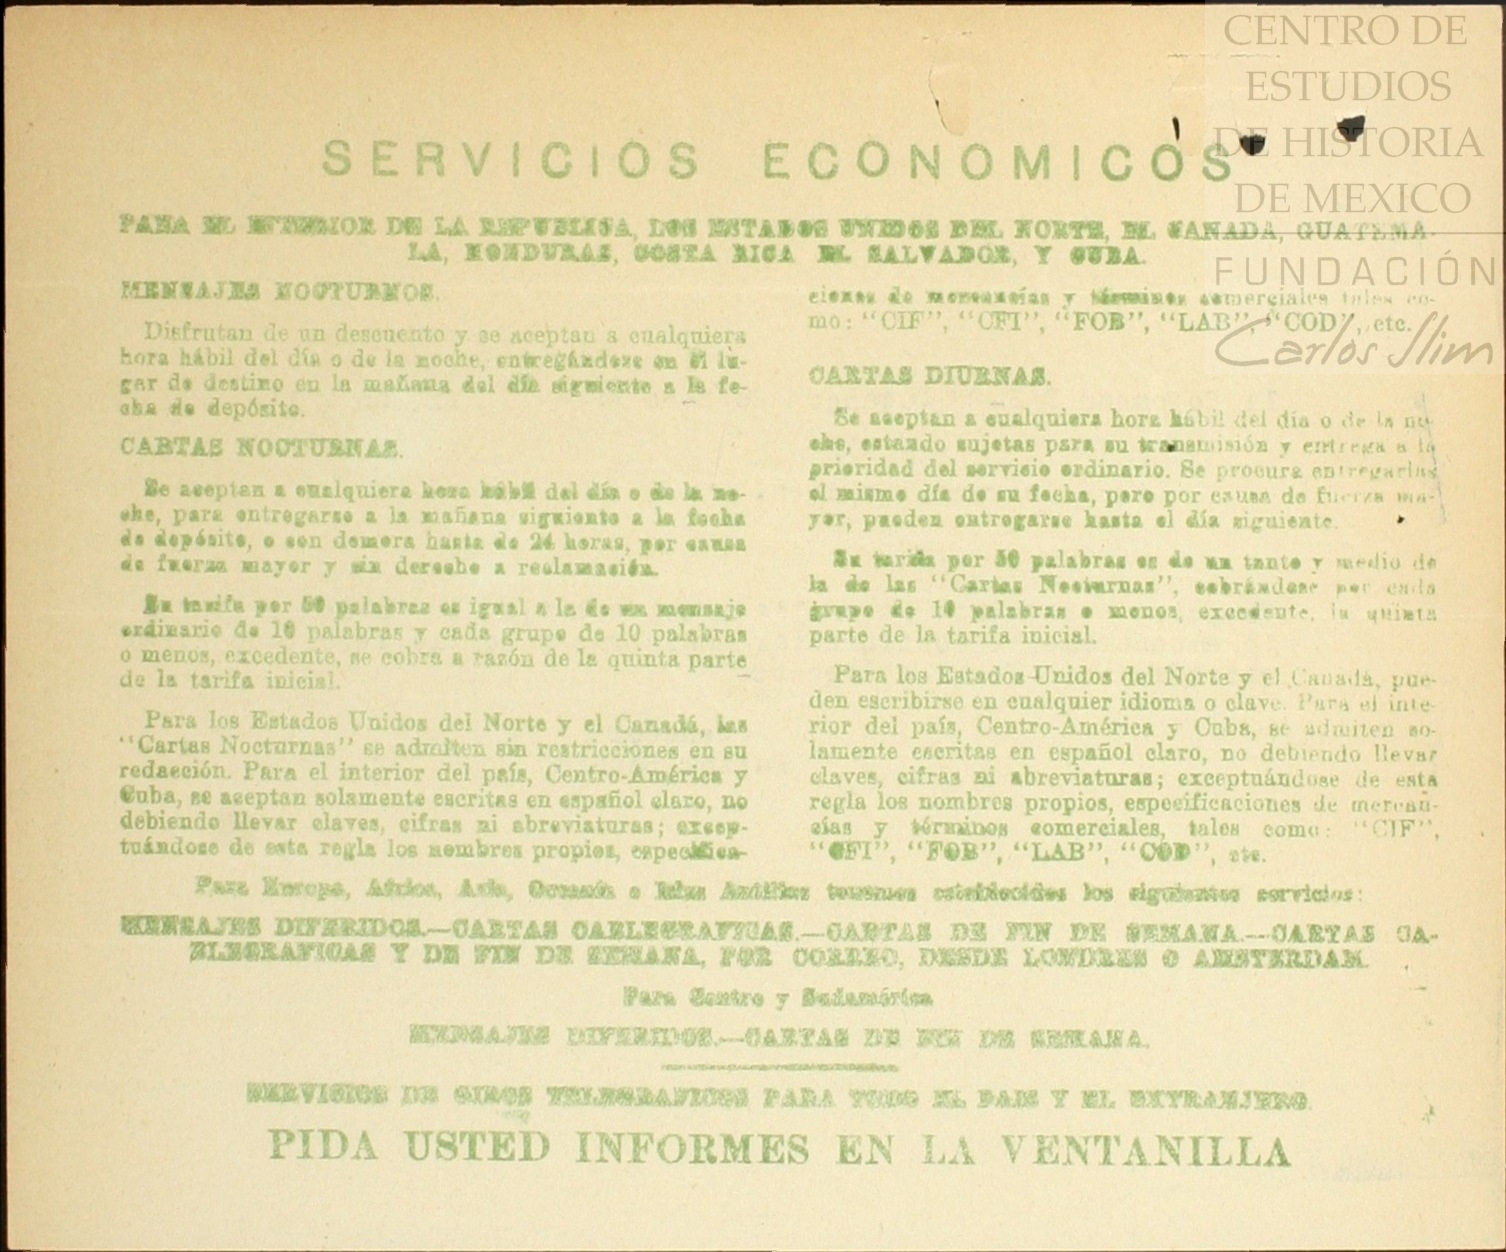 SERVICIOS ECONOMICOS
PARA EL INTERIOR DE LA REPUBLICA, LOS ESTADOS UNIDOS DEL NORTE, EL CANADA, GUATEMA-
LA, HONDURAS, COSTA RICA EL SALVADOR, Y CUBA.
MENSAJES NOCTURNOS.
Disfrutan de un descuento y se aceptan a cualquiera
hora hábil del día o de la noche, entregándose en el lu-
gar de destino en la mañana del día siguiente a la fe-
cha de depósito.
CARTAS NOCTURNAS.
Se aceptan a cualquiera hora hábil del día o de la no-
che, para entregarse a la mañana siguiente a la fecha
de depósito, o con demora hasta de 24 horas, por causa
de fuerza mayor y sin derecho a reclamación.
Su tarifa por 50 palabras es igual a la de un mensaje
ordinario de 10 palabras y cada grupo de 10 palabras
o menos, excedente, se cobra a razón de la quinta parte
de la tarifa inicial.
Para los Estados Unidos del Norte y el Canadá, las
"Cartas Nocturnas" se admiten sin restricciones en su
redacción. Para el interior del país, Centro-América y
Cuba, se aceptan solamente escritas en español claro, no
debiendo llevar claves, cifras ni abreviaturas; excep-
tuándose de esta regla los nombres propios, especifica-
ciones de mercancías y términos comerciales tales co-
mo: "CIF", "CFI", "FOB", "LAB", "COD", etc.
CARTAS DIURNAS.
Se aceptan a cualquiera hora hábil del día o de la no-
che, estando sujetas para su transmisión y entrega a la
prioridad del servicio ordinario. Se procura entregarlas
el mismo día de su fecha, pero por causa de fuerza ma-
yor, pueden entregarse hasta el día siguiente.
Su tarifa por 50 palabras es de un tanto y medio de
la de las "Cartas Nocturnas", cobrándose por cada
grupo de 10 palabras o menos, excedente, la quinta
parte de la tarifa inicial.
Para los Estados Unidos del Norte y el Canadá, pue-
den escribirse en cualquier idioma o clave. Para el inte-
rior del país, Centro-América y Cuba, se admiten so-
lamente escritas en español claro, no debiendo llevar
claves, cifras ni abreviaturas; exceptuándose de esta
regla los nombres propios, especificaciones de mercan-
cías y términos comerciales, tales como: "CIF",
"CFI", "FOB", "LAB", "COD", etc.
Para Europa, Africa, Asia, Oceanía e Islas Antillas tenemos establecidos los siguientes servicios:
MENSAJES DIFERIDOS.—CARTAS CABLEGRAFICAS.—CARTAS DE FIN DE SEMANA.—CARTAS CA-
BLEGRAFICAS Y DE FIN DE SEMANA, POR CORREO, DESDE LONDRES O AMSTERDAM.
Para Centro y Sudamérica
MENSAJES DIFERIDOS.—CARTAS DE FIN DE SEMANA.
SERVICIOS DE GIROS TELEGRAFICOS PARA TODO EL PAIS Y EL EXTRANJERO.
PIDA USTED INFORMES EN LA VENTANILLA
CENTRO DE
ESTUDIOS
DE HISTORIA
DE MEXICO
FUNDACIÓN
Carlos Slim